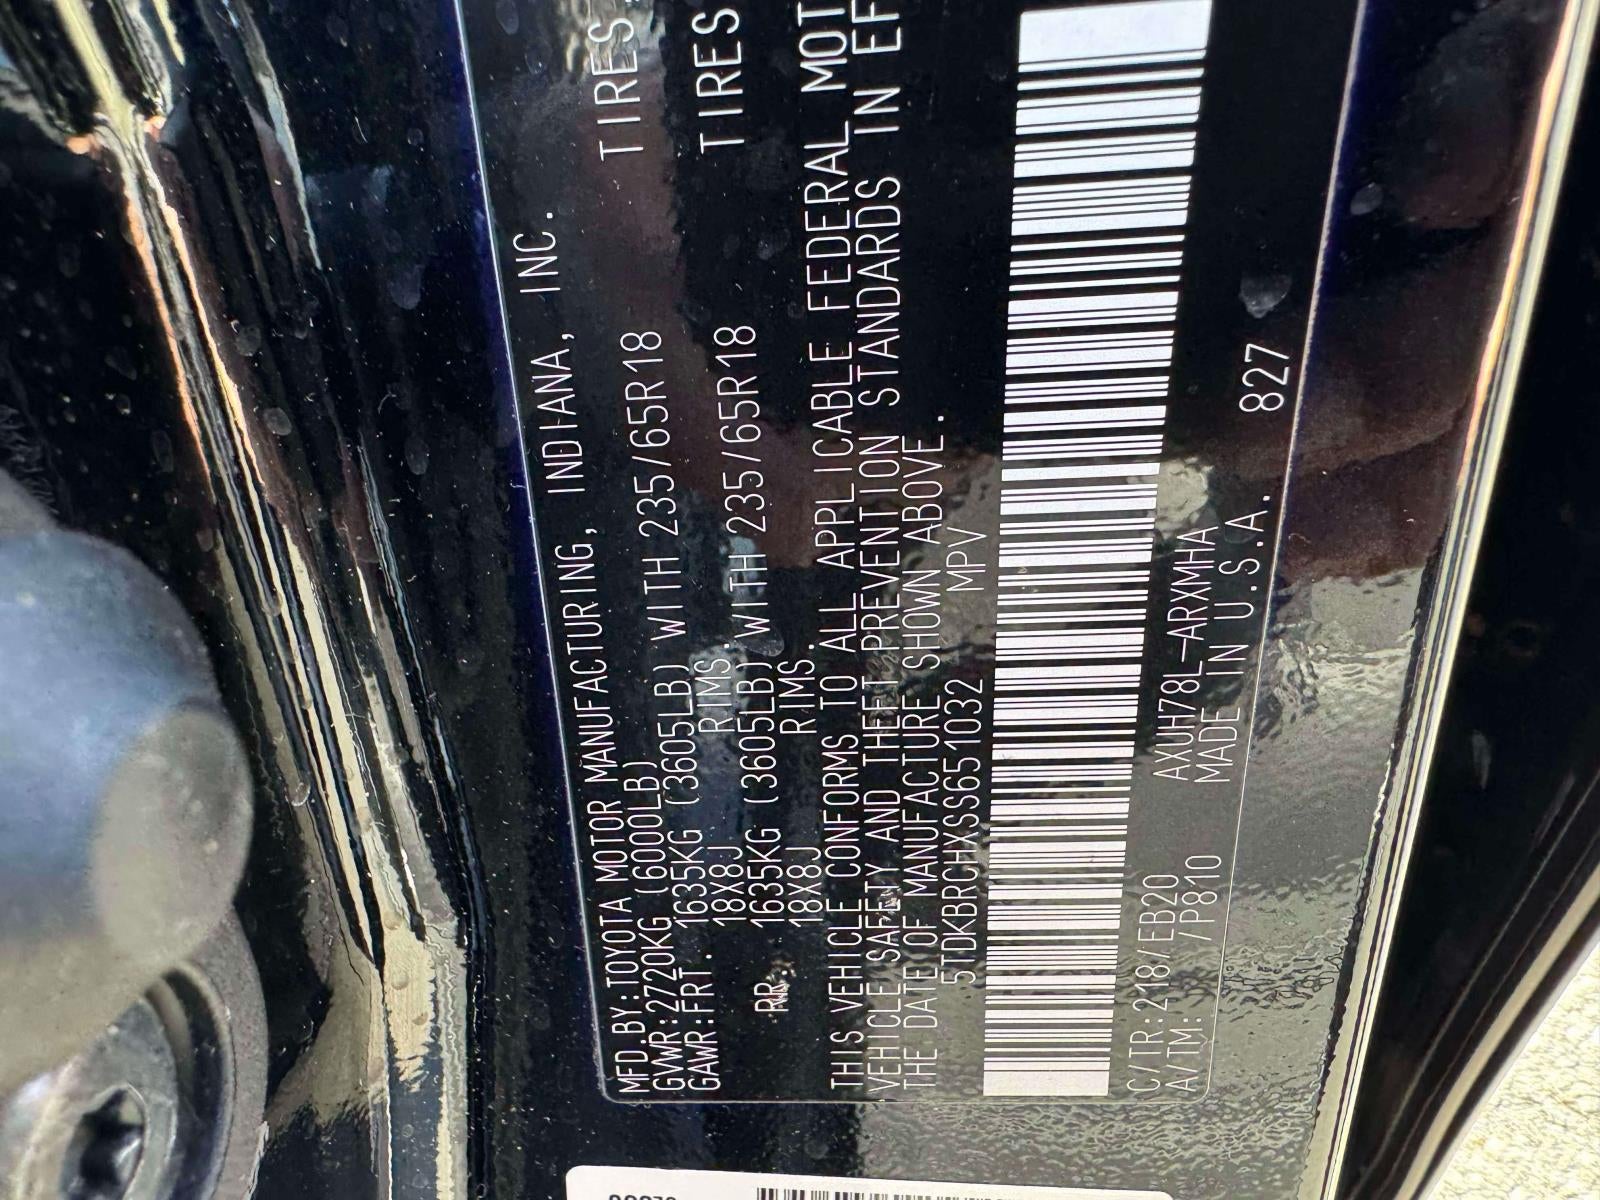 MFD.BY:TOYOTA MOTOR MANUFACTURING, INDIANA, INC.
GVWR:2720KG (6000LB)
GAWR:FRT. 1635KG (3605LB) WITH 235/65R18 TIRES
18X8J RIMS.
RR. 1635KG (3605LB) WITH 235/65R18 TIRES
18X8J RIMS.
THIS VEHICLE CONFORMS TO ALL APPLICABLE FEDERAL MOT
VEHICLE SAFETY AND THEFT PREVENTION STANDARDS IN EF
THE DATE OF MANUFACTURE SHOWN ABOVE.
5TDKBRCHXSS651032 MPV
C/TR:218/EB20 AXUH78L-ARXMHA
A/TM: /P810 MADE IN U.S.A. 827